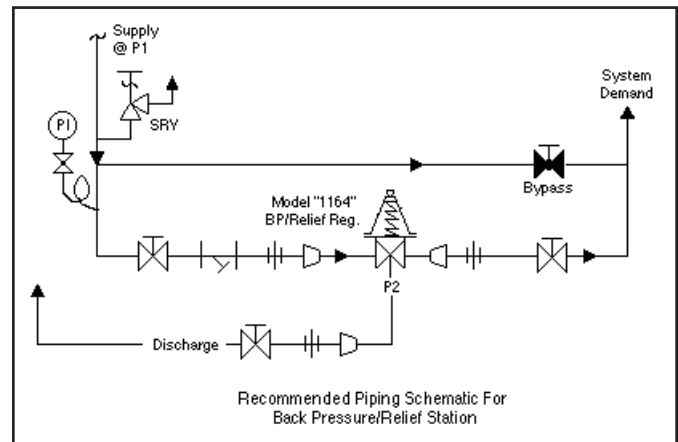 Supply
@ P1
SRV
PI
System
Demand
Bypass
Model "1164"
BP/Relief Reg.
P2
Discharge
Recommended Piping Schematic For
Back Pressure/Relief Station